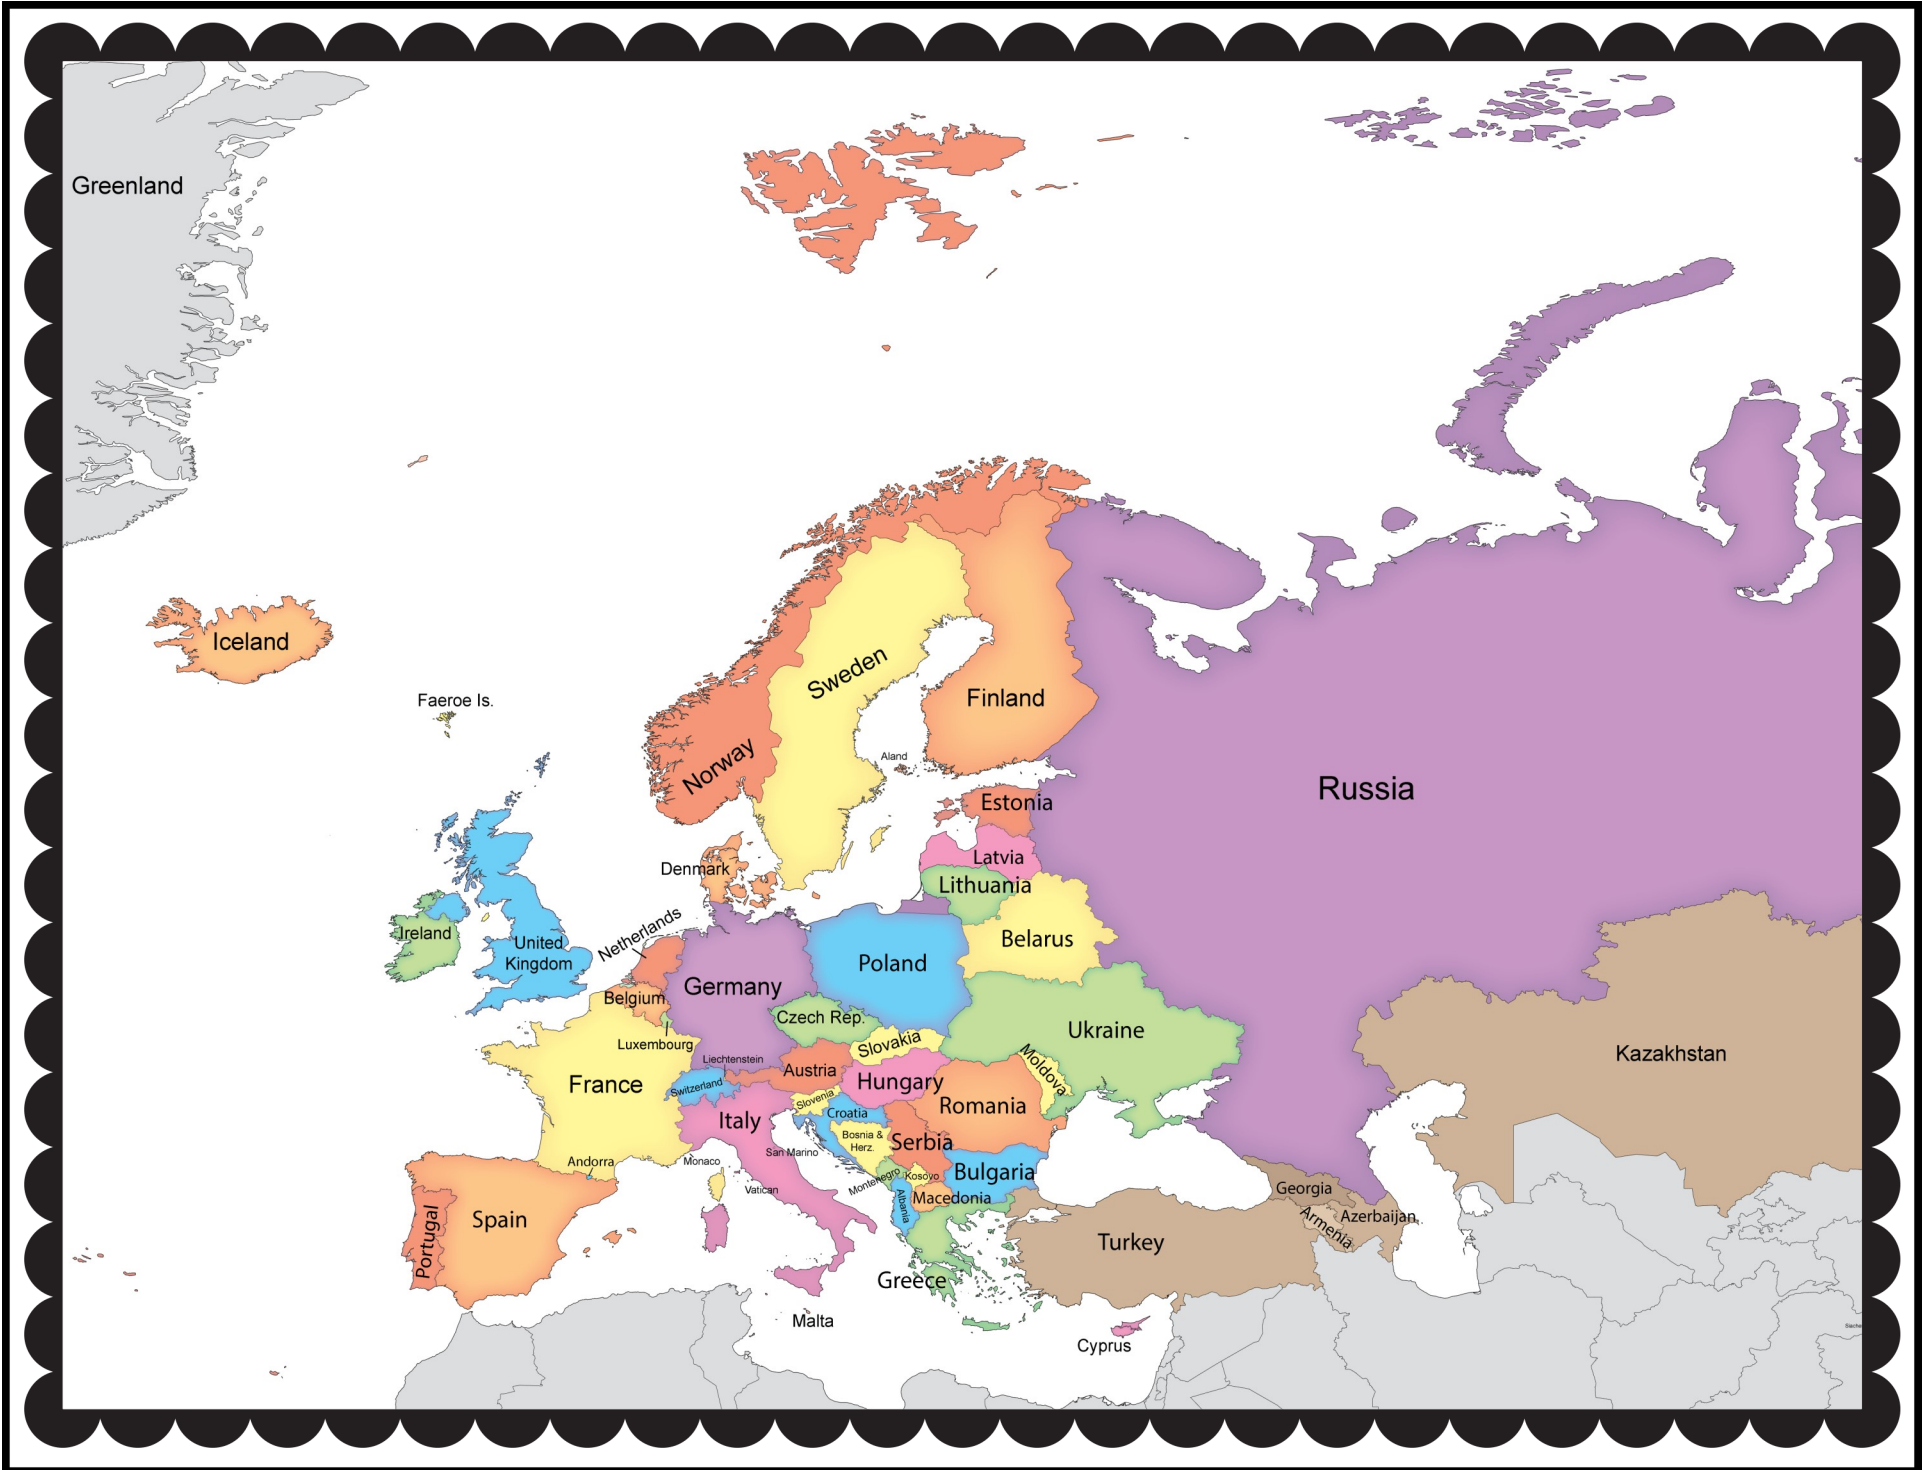 Greenland
Iceland
Faeroe Is.
Sweden
Finland
Norway
Aland
Russia
Estonia
Latvia
Denmark
Lithuania
Netherlands
Ireland
United
Kingdom
Belarus
Poland
Germany
Belgium
Czech Rep.
Ukraine
Luxembourg
Slovakia
Kazakhstan
Liechtenstein
Moldova
Austria
France
Switzerland
Hungary
Slovenia
Romania
Croatia
Italy
Bosnia &
Herz.
Serbia
San Marino
Andorra
Monaco
Bulgaria
Montenegro
Kosovo
Vatican
Georgia
Macedonia
Albania
Azerbaijan
Armenia
Spain
Portugal
Turkey
Greece
Malta
Cyprus
Siache